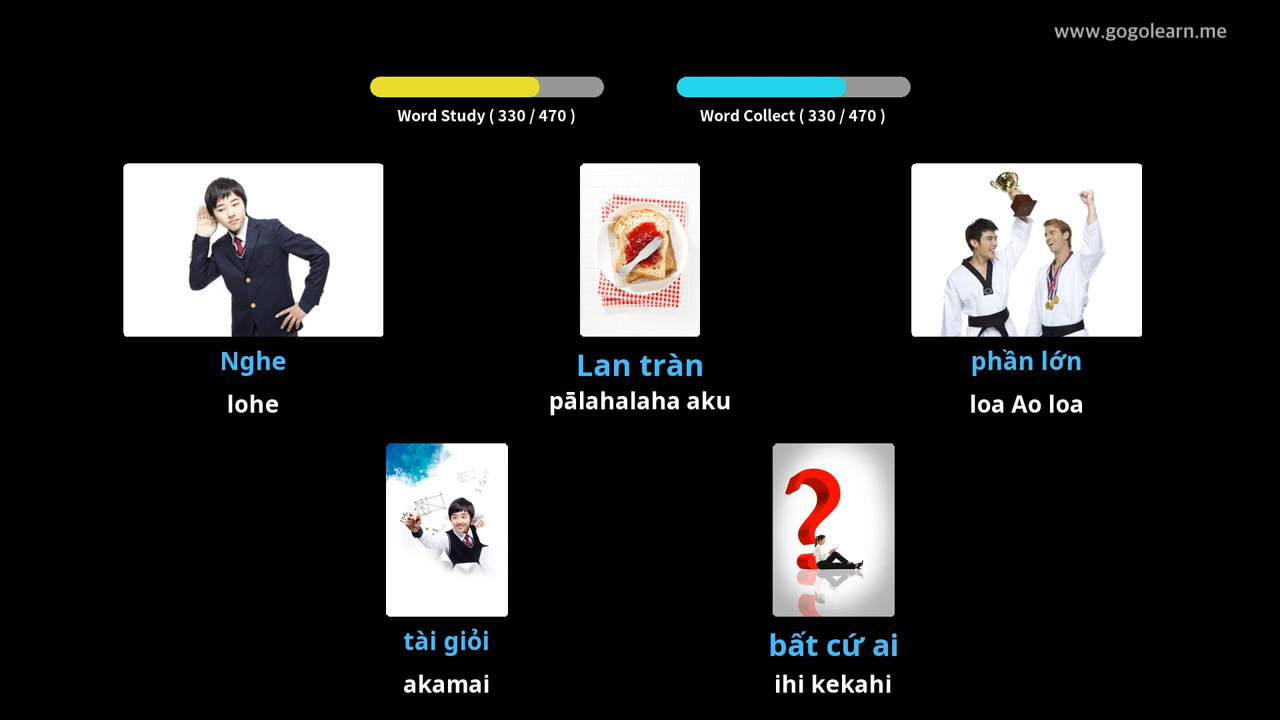 www.gogolearn.me
Word Study ( 330 / 470 )
Word Collect ( 330 / 470 )
Nghe
lohe
Lan tràn
pālahalaha aku
phần lớn
loa Ao loa
tài giỏi
akamai
bất cứ ai
ihi kekahi